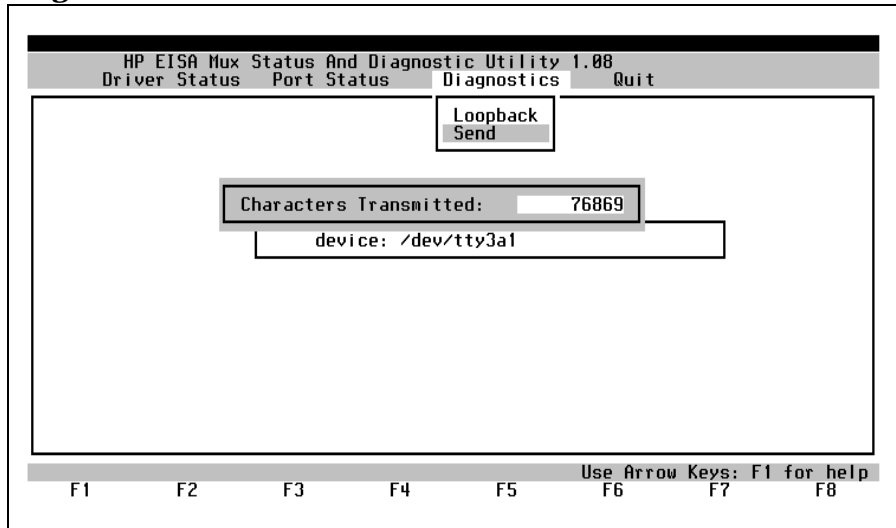 HP EISA Mux Status And Diagnostic Utility 1.08
Driver Status Port Status Diagnostics Quit
Loopback
Send
Characters Transmitted: 76869
device: /dev/tty3a1
Use Arrow Keys: F1 for help
F1 F2 F3 F4 F5 F6 F7 F8